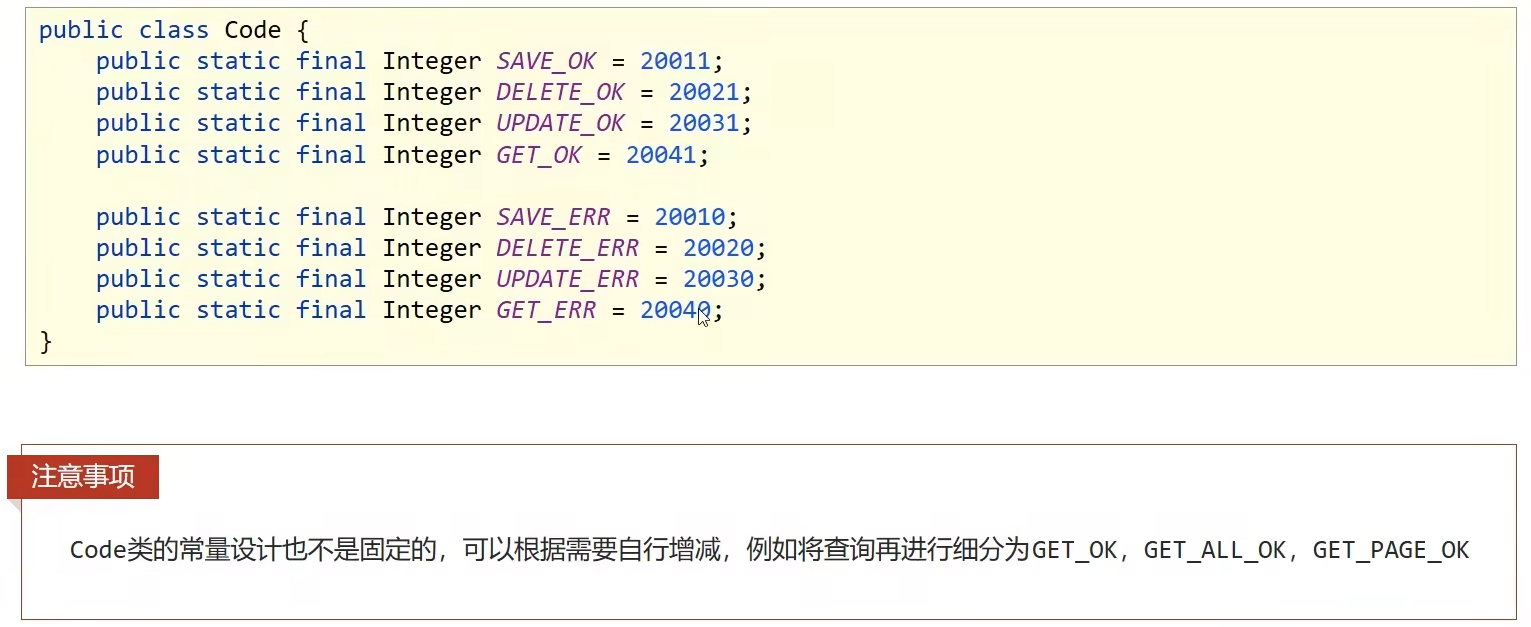 public class Code {
    public static final Integer SAVE_OK = 20011;
    public static final Integer DELETE_OK = 20021;
    public static final Integer UPDATE_OK = 20031;
    public static final Integer GET_OK = 20041;
    public static final Integer SAVE_ERR = 20010;
    public static final Integer DELETE_ERR = 20020;
    public static final Integer UPDATE_ERR = 20030;
    public static final Integer GET_ERR = 20040;
}
注意事项
Code类的常量设计也不是固定的，可以根据需要自行增减，例如将查询再进行细分为GET_OK，GET_ALL_OK，GET_PAGE_OK